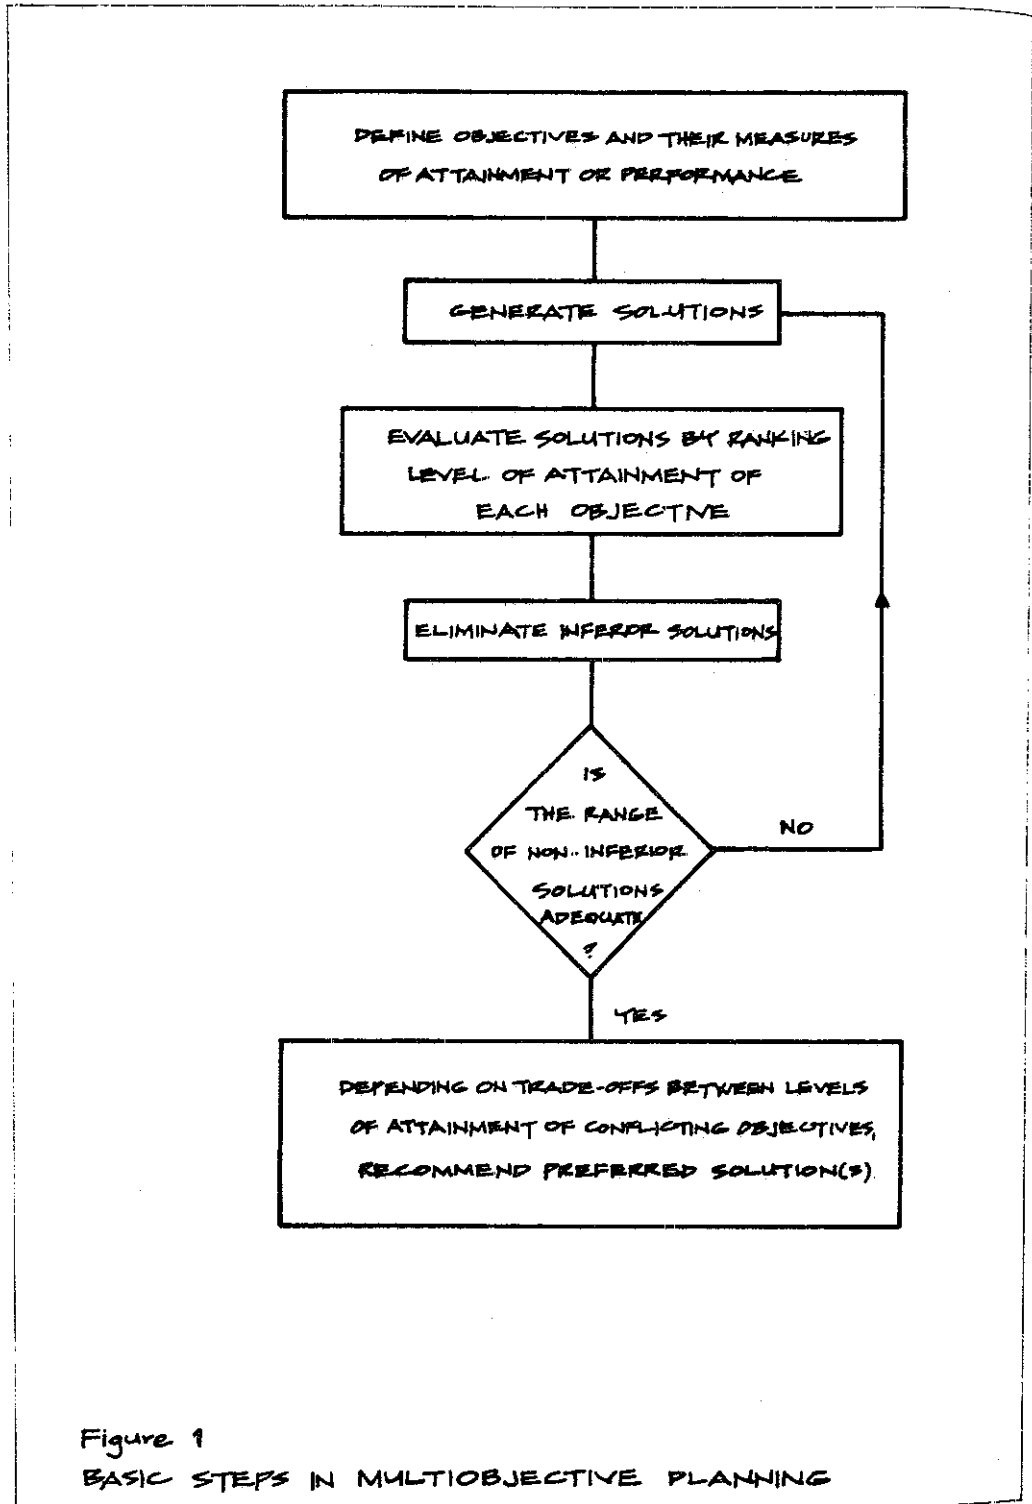 DEFINE OBJECTIVES AND THEIR MEASURES
OF ATTAINMENT OR PERFORMANCE
GENERATE SOLUTIONS
EVALUATE SOLUTIONS BY RANKING
LEVEL OF ATTAINMENT OF
EACH OBJECTIVE
ELIMINATE INFERIOR SOLUTIONS
IS
THE RANGE
OF NON-INFERIOR
SOLUTIONS
ADEQUATE
?
NO
YES
DEPENDING ON TRADE-OFFS BETWEEN LEVELS
OF ATTAINMENT OF CONFLICTING OBJECTIVES,
RECOMMEND PREFERRED SOLUTION(S)
Figure 1
BASIC STEPS IN MULTIOBJECTIVE PLANNING